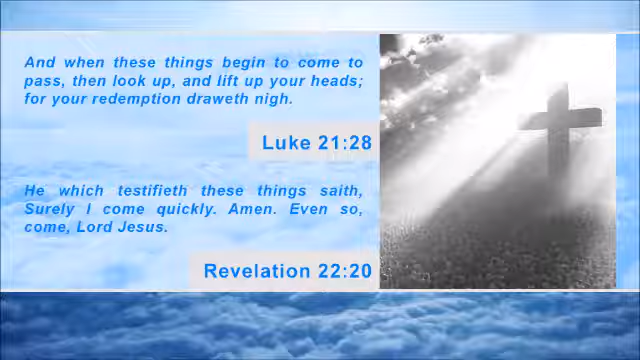 And when these things begin to come to
pass, then look up, and lift up your heads;
for your redemption draweth nigh.
Luke 21:28
He which testifieth these things saith,
Surely I come quickly. Amen. Even so,
come, Lord Jesus.
Revelation 22:20